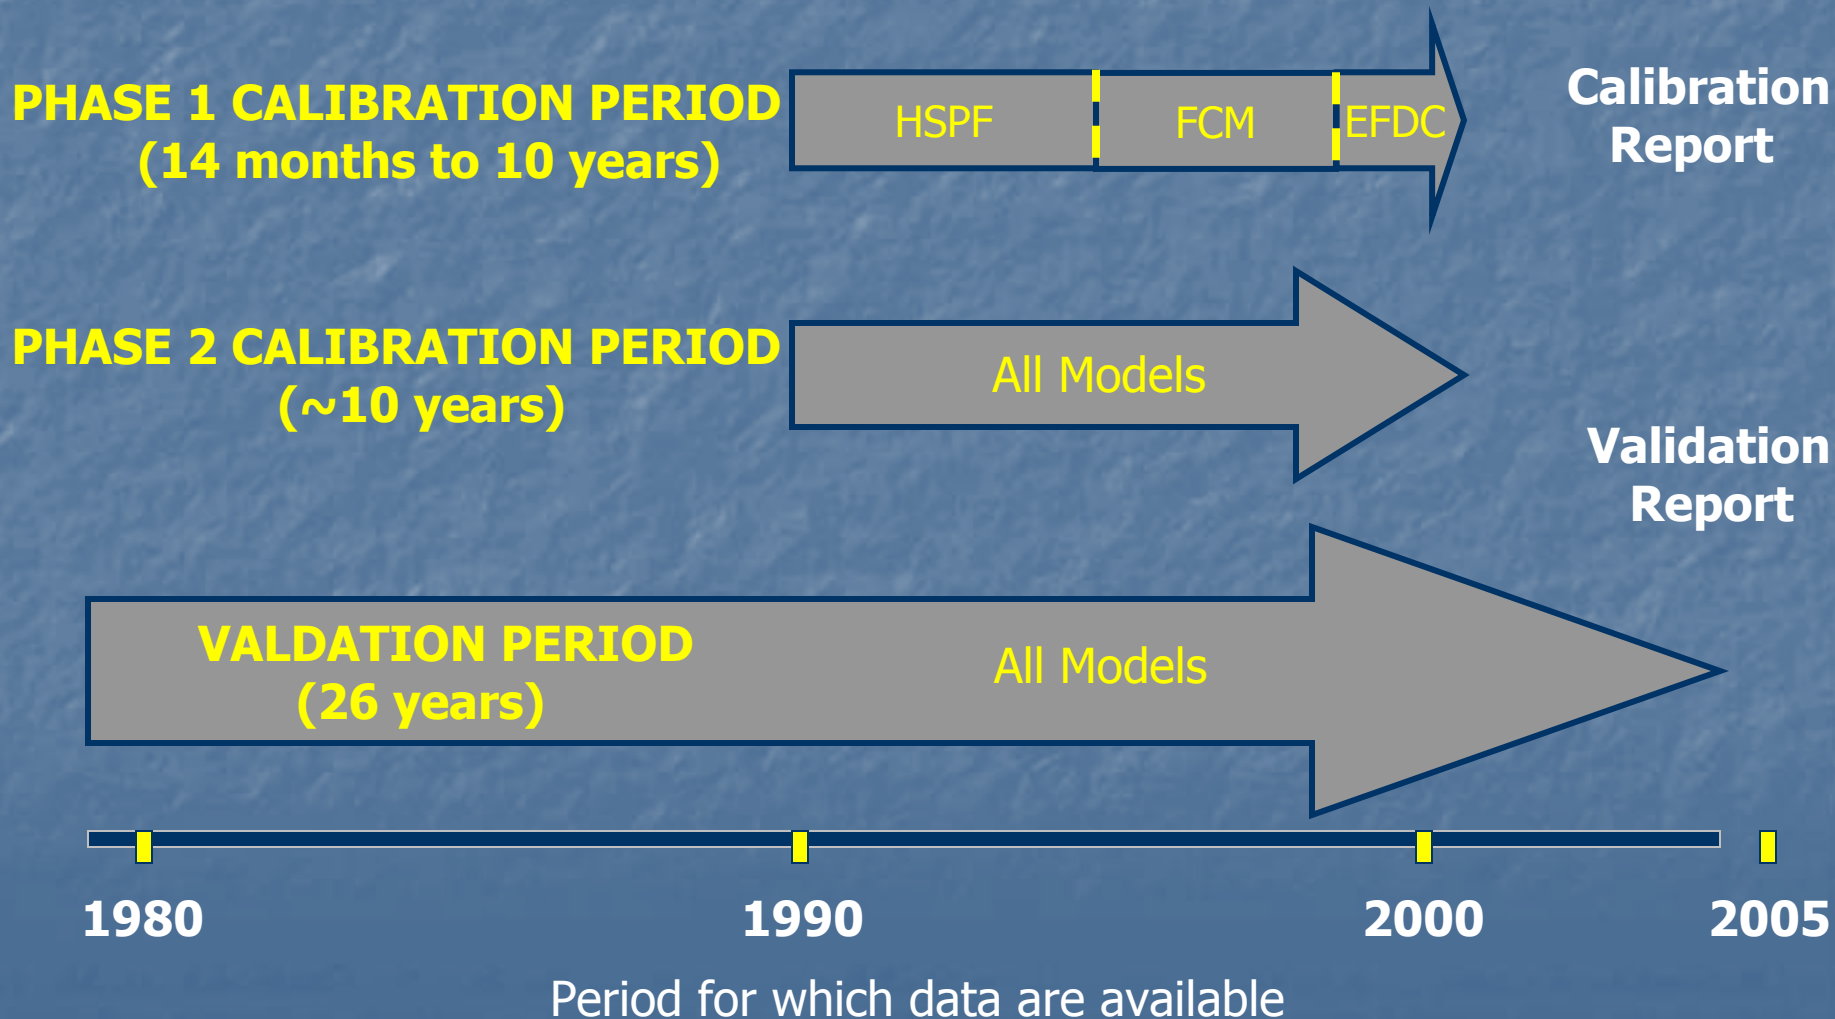 PHASE 1 CALIBRATION PERIOD
(14 months to 10 years)
HSPF
FCM
EFDC
Calibration
Report
PHASE 2 CALIBRATION PERIOD
(~10 years)
All Models
Validation
Report
VALDATION PERIOD
(26 years)
All Models
1980
1990
2000
2005
Period for which data are available